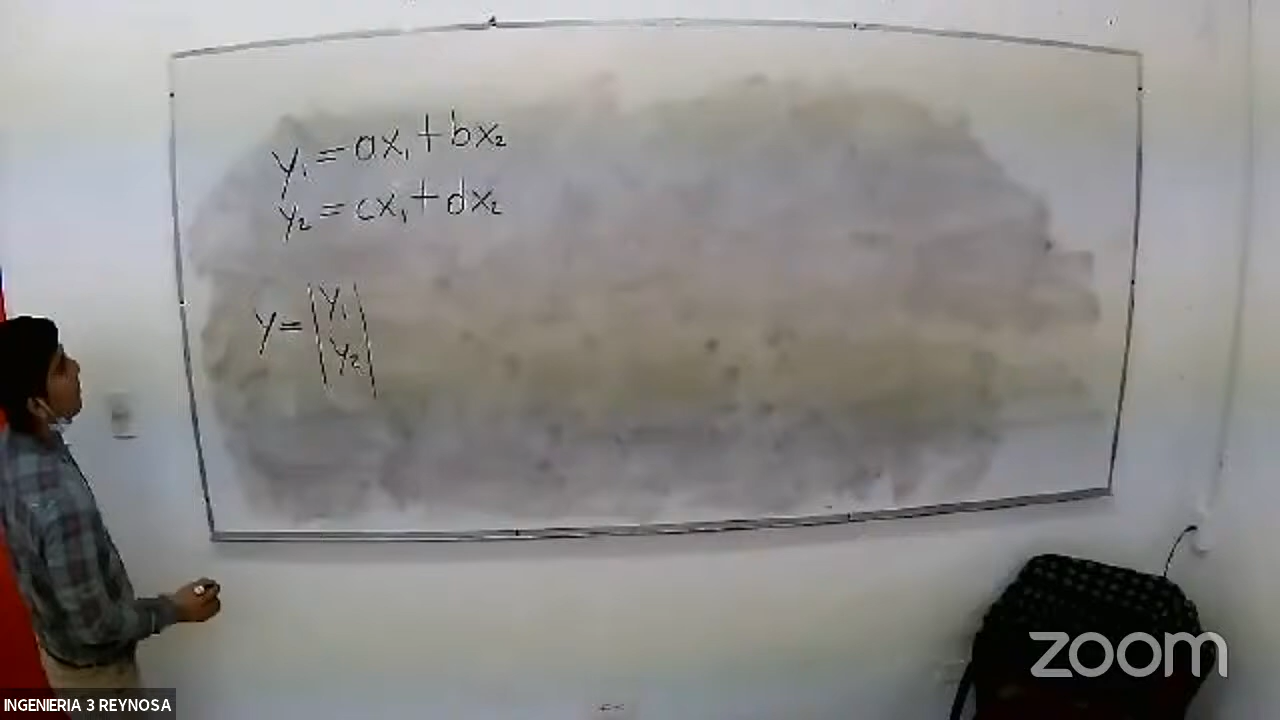 y₁ = ax₁ + bx₂
y₂ = cx₁ + dx₂
y = |y₁|
|y₂|
zoom
INGENIERIA 3 REYNOSA